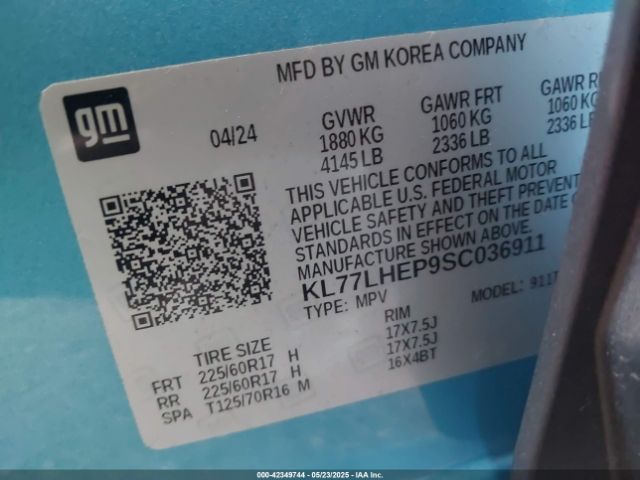 MFD BY GM KOREA COMPANY
gm
04/24
GVWR GAWR FRT GAWR
1880 KG 1060 KG 1060 KG
4145 LB 2336 LB 2336 LB
THIS VEHICLE CONFORMS TO ALL
APPLICABLE U.S. FEDERAL MOTOR
VEHICLE SAFETY AND THEFT PREVENT
STANDARDS IN EFFECT ON THE DATE
MANUFACTURE SHOWN ABOVE.
KL77LHEP9SC036911
TYPE: MPV MODEL:
TIRE SIZE RIM
FRT 225/60R17 H 17X7.5J
RR 225/60R17 H 17X7.5J
SPA T125/70R16 M 16X4BT
000-42349744 - 05/23/2025 - IAA, Inc.